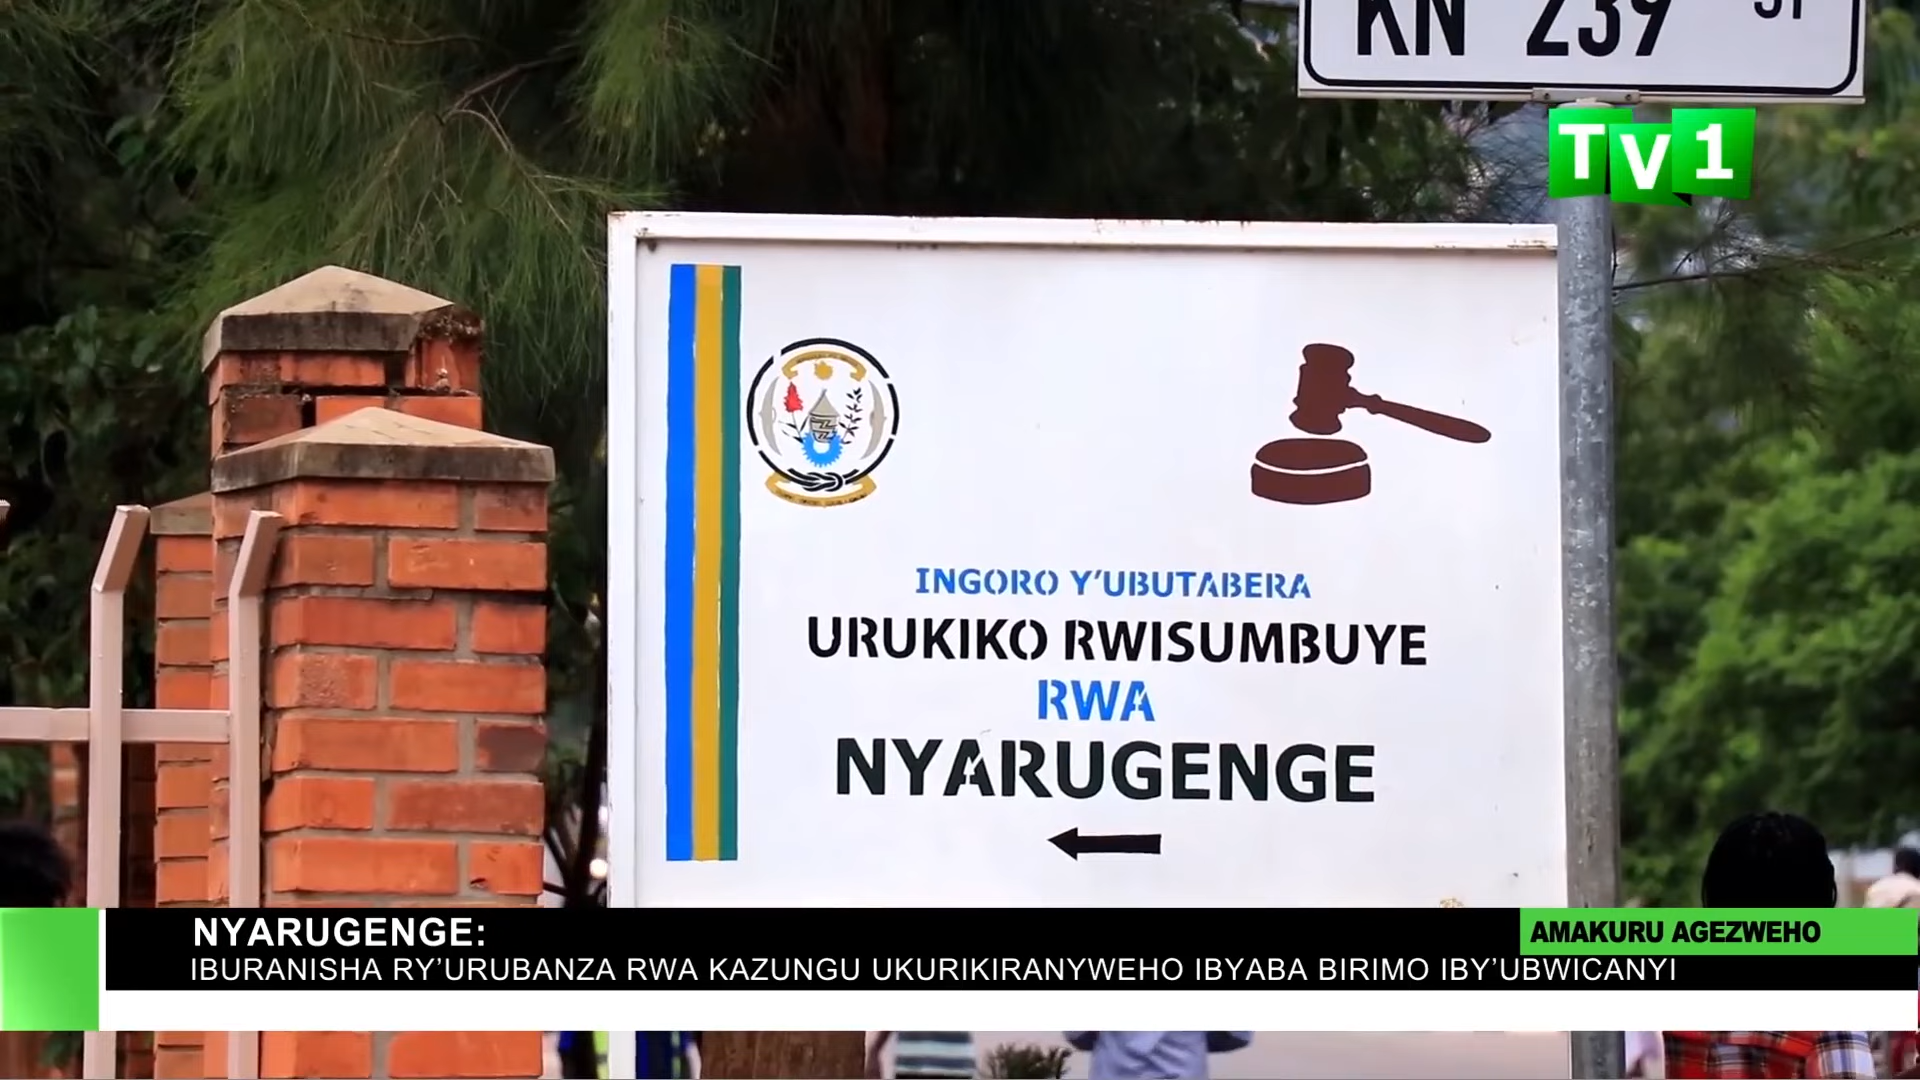 KN 239 ST
TV1
INGORO Y'UBUTABERA
URUKIKO RWISUMBUYE
RWA
NYARUGENGE
NYARUGENGE:
AMAKURU AGEZWEHO
IBURANISHA RY'URUBANZA RWA KAZUNGU UKURIKIRANYWEHO IBYABA BIRIMO IBY'UBWICANYI